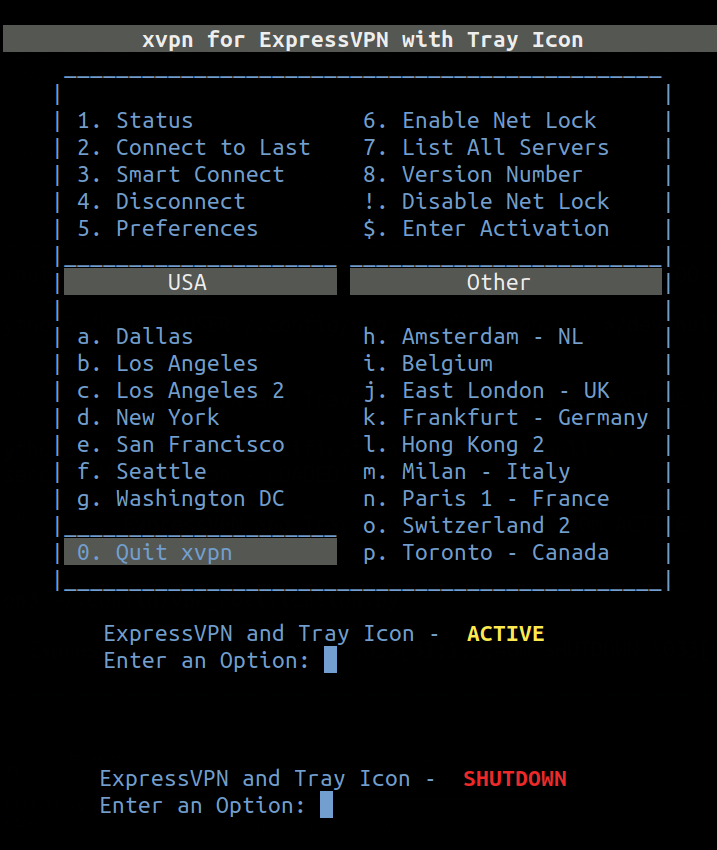 xvpn for ExpressVPN with Tray Icon
1. Status 6. Enable Net Lock
2. Connect to Last 7. List All Servers
3. Smart Connect 8. Version Number
4. Disconnect !. Disable Net Lock
5. Preferences $. Enter Activation
USA Other
a. Dallas h. Amsterdam - NL
b. Los Angeles i. Belgium
c. Los Angeles 2 j. East London - UK
d. New York k. Frankfurt - Germany
e. San Francisco l. Hong Kong 2
f. Seattle m. Milan - Italy
g. Washington DC n. Paris 1 - France
o. Switzerland 2
0. Quit xvpn p. Toronto - Canada
ExpressVPN and Tray Icon - ACTIVE
Enter an Option:
ExpressVPN and Tray Icon - SHUTDOWN
Enter an Option: